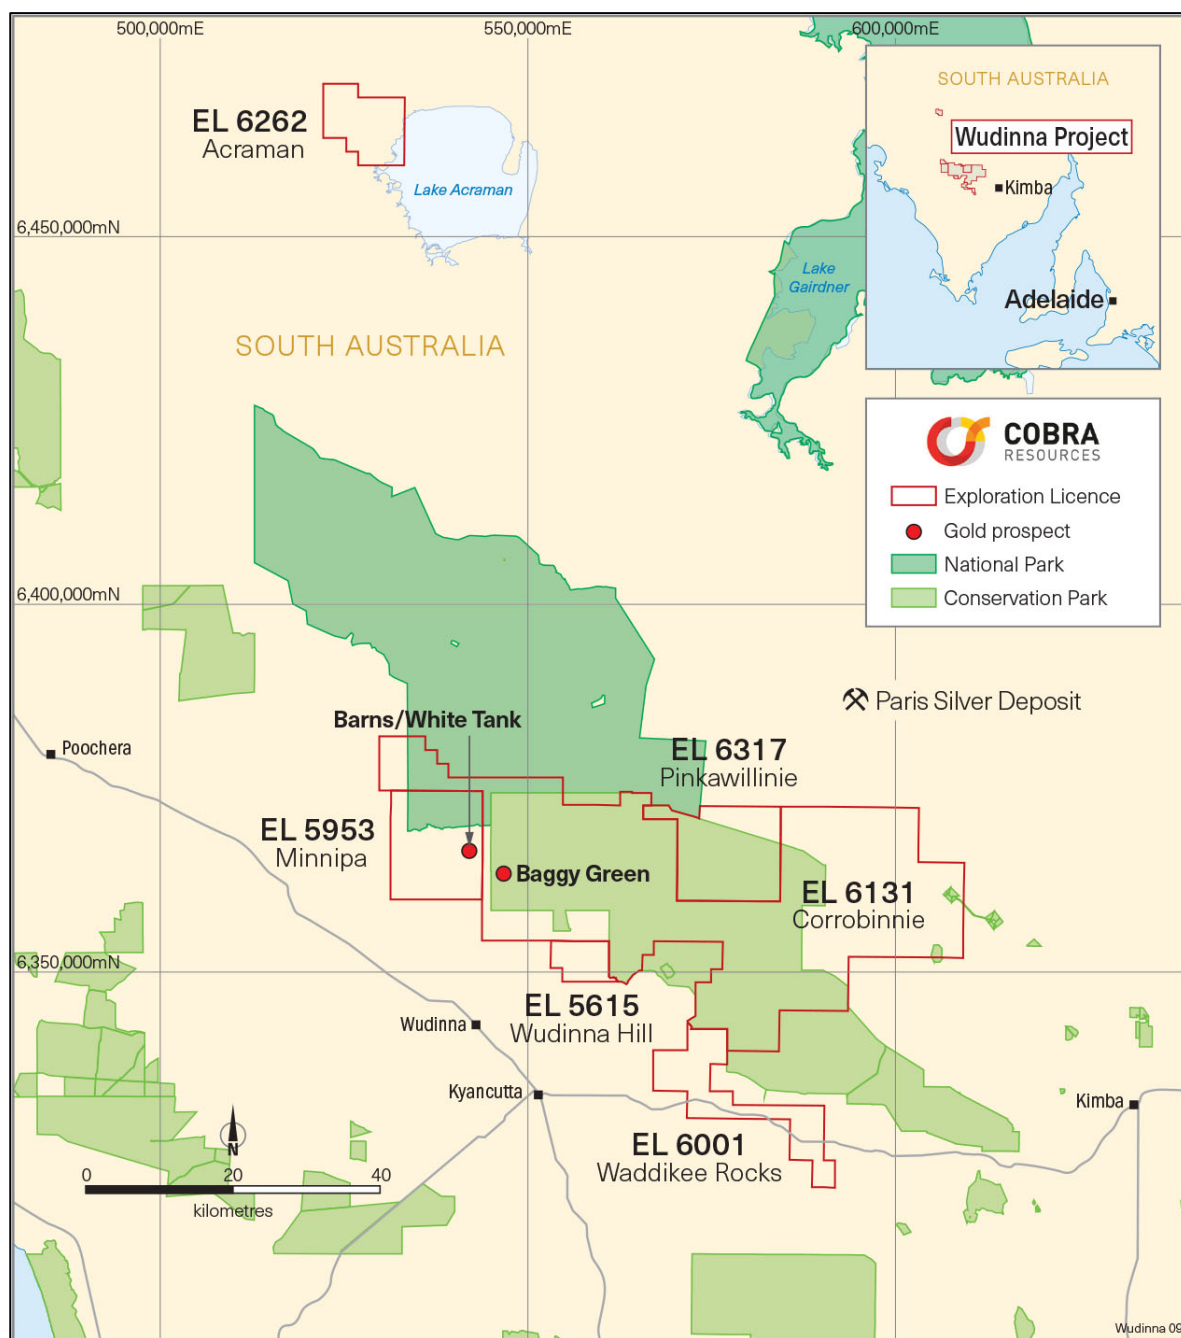 500,000mE
550,000mE
600,000mE
EL 6262
Acraman
Lake Acraman
6,450,000mN
Lake
Gairdner
SOUTH AUSTRALIA
SOUTH AUSTRALIA
Wudinna Project
Kimba
Adelaide
COBRA
RESOURCES
Exploration Licence
Gold prospect
National Park
Conservation Park
6,400,000mN
Paris Silver Deposit
Barns/White Tank
Poochera
EL 6317
Pinkawillinie
EL 5953
Minnipa
Baggy Green
EL 6131
Corrobinnie
6,350,000mN
EL 5615
Wudinna Hill
Wudinna
Kyancutta
Kimba
EL 6001
Waddikee Rocks
N
0 20 40
kilometres
Wudinna 09